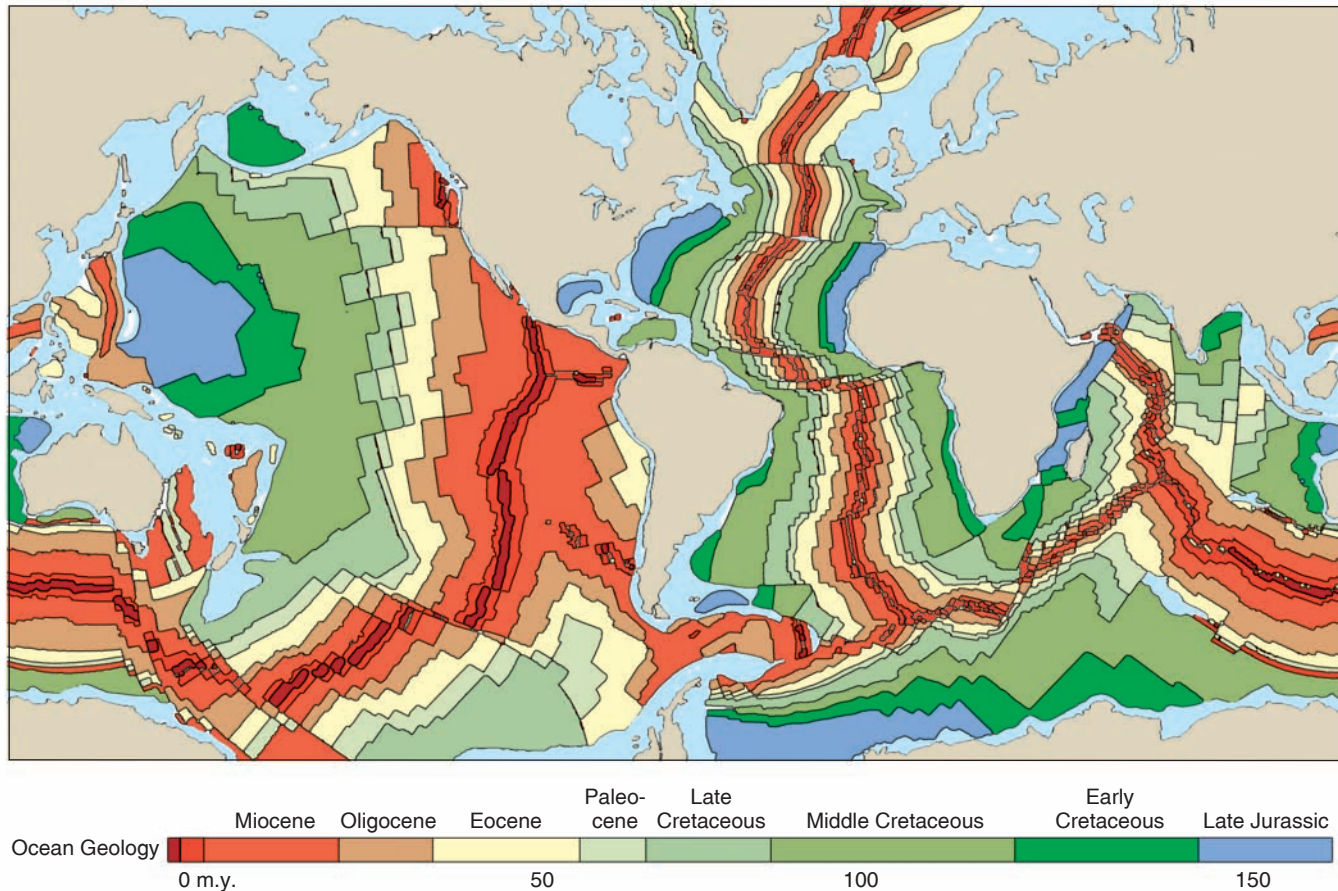 Paleo-
cene
Late
Cretaceous
Early
Cretaceous
Miocene
Oligocene
Eocene
Middle Cretaceous
Late Jurassic
Ocean Geology
0 m.y.
50
100
150